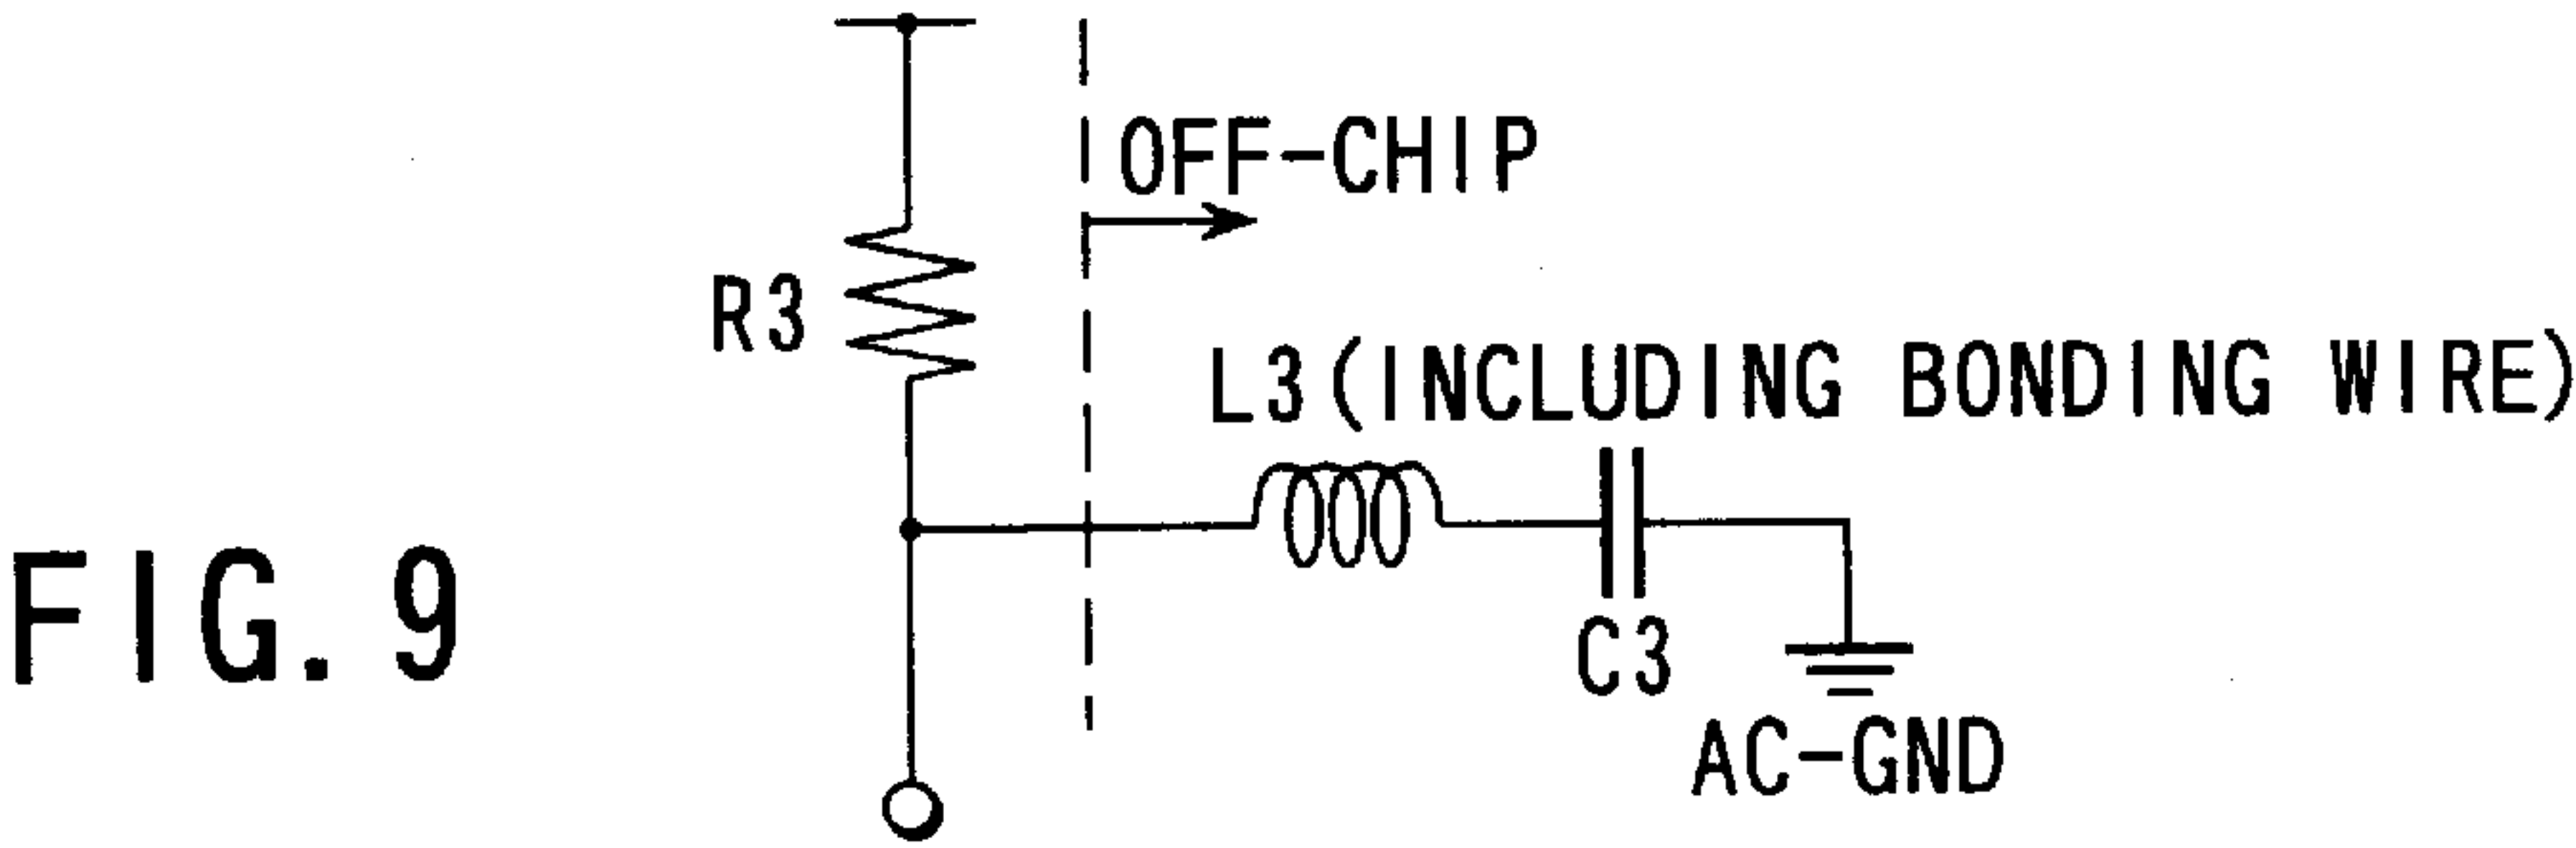 OFF-CHIP
R3
L3(INCLUDING BONDING WIRE)
FIG. 9
C3
AC-GND